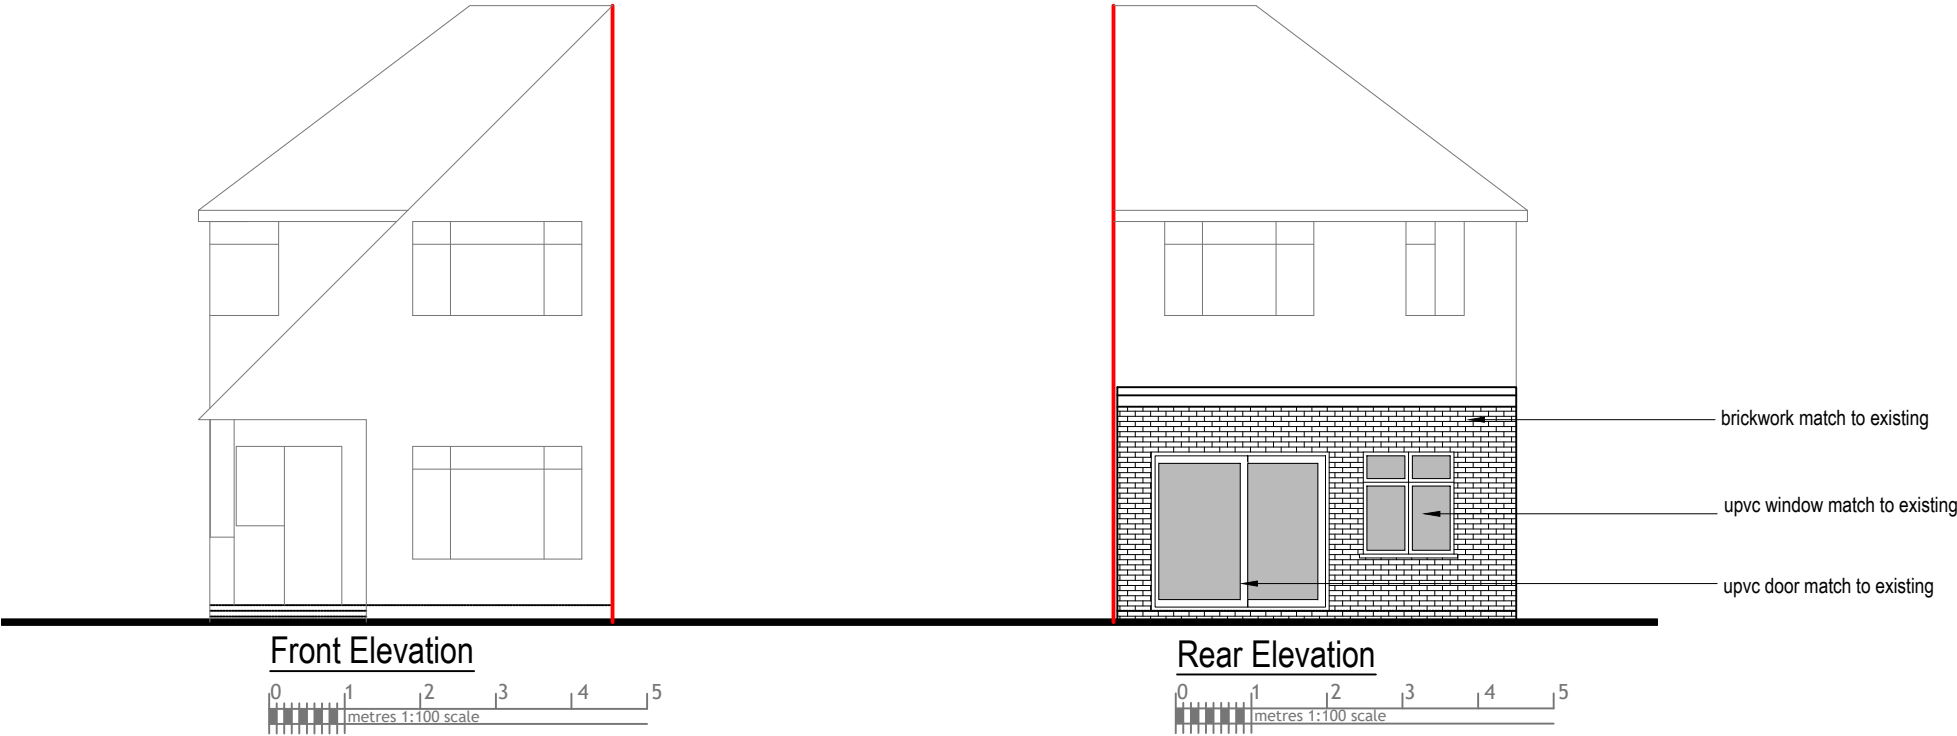 brickwork match to existing
upvc window match to existing
upvc door match to existing
Front Elevation
0 1 2 3 4 5
metres 1:100 scale
Rear Elevation
0 1 2 3 4 5
metres 1:100 scale